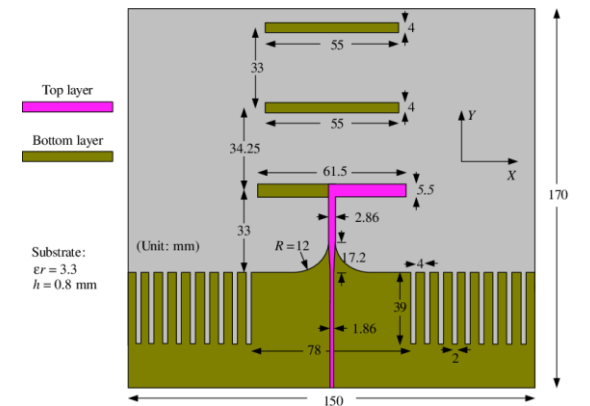 4
55
33
4
55
Top layer
Bottom layer
34.25
61.5
5.5
2.86
33
Y
X
170
(Unit: mm)
R=12
17.2
Substrate:
εr = 3.3
h = 0.8 mm
4
39
1.86
78
2
150